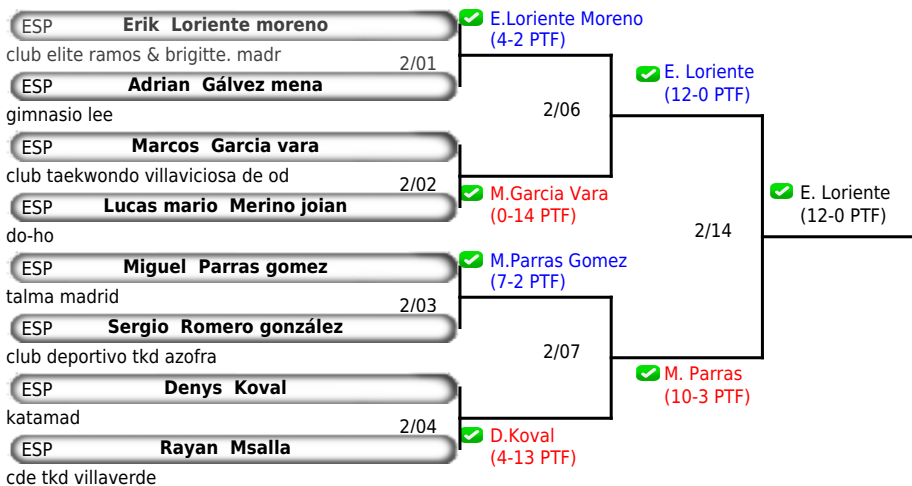 ESP Erik Loriente moreno
club elite ramos & brigitte. madr
2/01
ESP Adrian Gálvez mena
gimnasio lee
ESP Marcos Garcia vara
club taekwondo villaviciosa de od
2/02
ESP Lucas mario Merino joian
do-ho
ESP Miguel Parras gomez
talma madrid
2/03
ESP Sergio Romero gonzález
club deportivo tkd azofra
ESP Denys Koval
katamad
2/04
ESP Rayan Msalla
cde tkd villaverde
E.Loriente Moreno
(4-2 PTF)
2/06
M.Garcia Vara
(0-14 PTF)
M.Parras Gomez
(7-2 PTF)
2/07
D.Koval
(4-13 PTF)
E. Loriente
(12-0 PTF)
2/14
M. Parras
(10-3 PTF)
E. Loriente
(12-0 PTF)